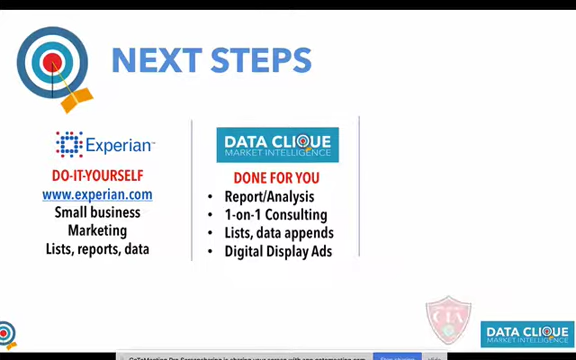 NEXT STEPS
Experian
DO-IT-YOURSELF
www.experian.com
Small business
Marketing
Lists, reports, data
DATA CLIQUE
MARKET INTELLIGENCE
DONE FOR YOU
• Report/Analysis
• 1-on-1 Consulting
• Lists, data appends
• Digital Display Ads
DATA CLIQUE
MARKET INTELLIGENCE